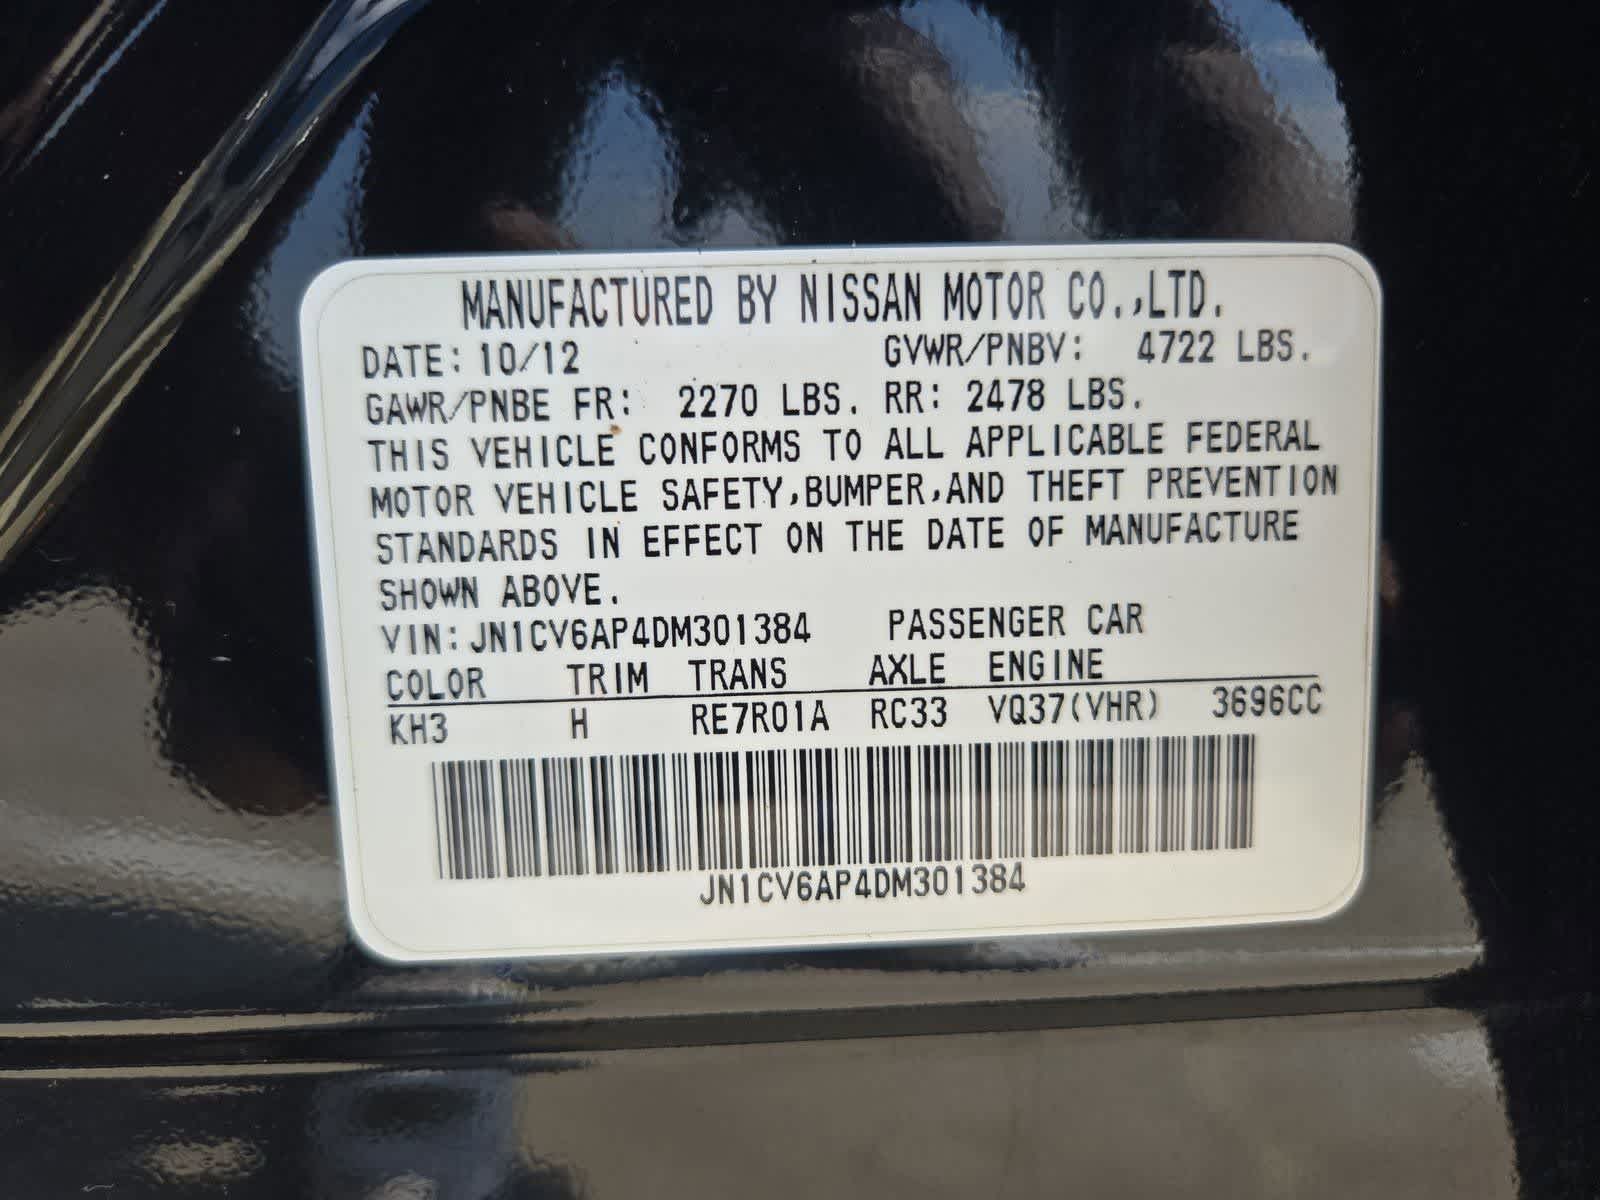 MANUFACTURED BY NISSAN MOTOR CO.,LTD.
DATE: 10/12 GVWR/PNBV: 4722 LBS.
GAWR/PNBE FR: 2270 LBS. RR: 2478 LBS.
THIS VEHICLE CONFORMS TO ALL APPLICABLE FEDERAL
MOTOR VEHICLE SAFETY,BUMPER,AND THEFT PREVENTION
STANDARDS IN EFFECT ON THE DATE OF MANUFACTURE
SHOWN ABOVE.
VIN: JN1CV6AP4DM301384 PASSENGER CAR
COLOR TRIM TRANS AXLE ENGINE
KH3 H RE7R01A RC33 VQ37(VHR) 3696CC
JN1CV6AP4DM301384